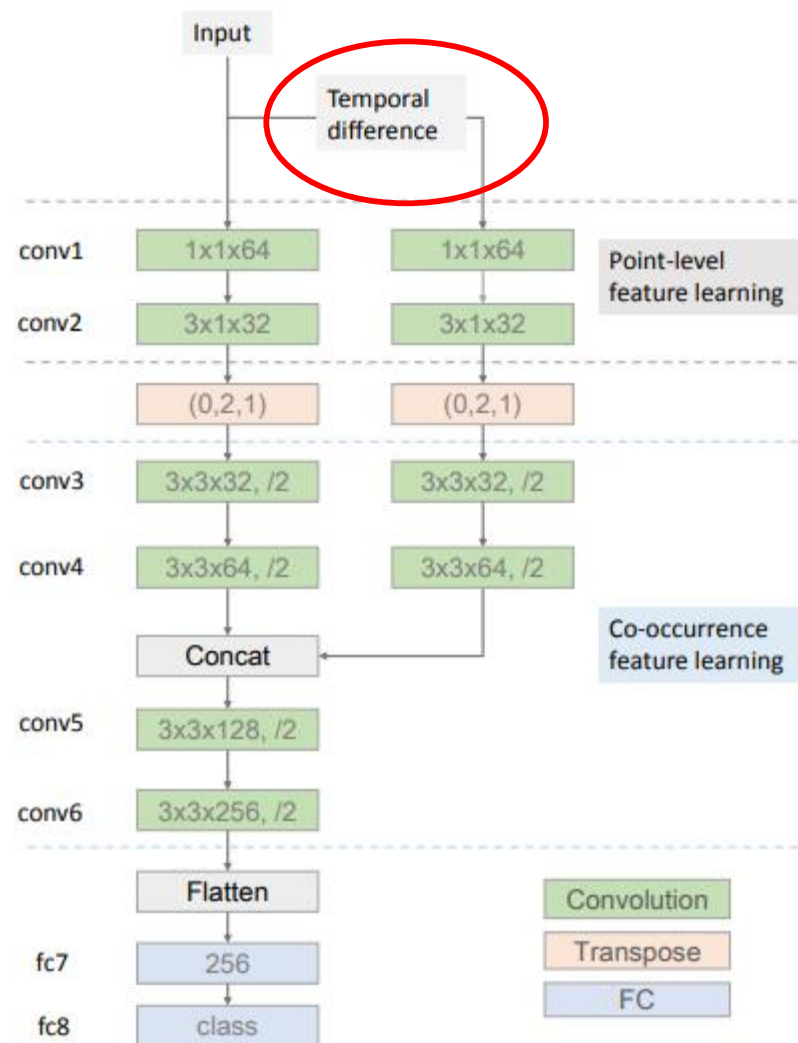 Input
Temporal
difference
conv1
1x1x64
1x1x64
Point-level
feature learning
conv2
3x1x32
3x1x32
(0,2,1)
(0,2,1)
conv3
3x3x32, /2
3x3x32, /2
conv4
3x3x64, /2
3x3x64, /2
Co-occurrence
feature learning
Concat
conv5
3x3x128, /2
conv6
3x3x256, /2
Flatten
Convolution
fc7
256
Transpose
FC
fc8
class